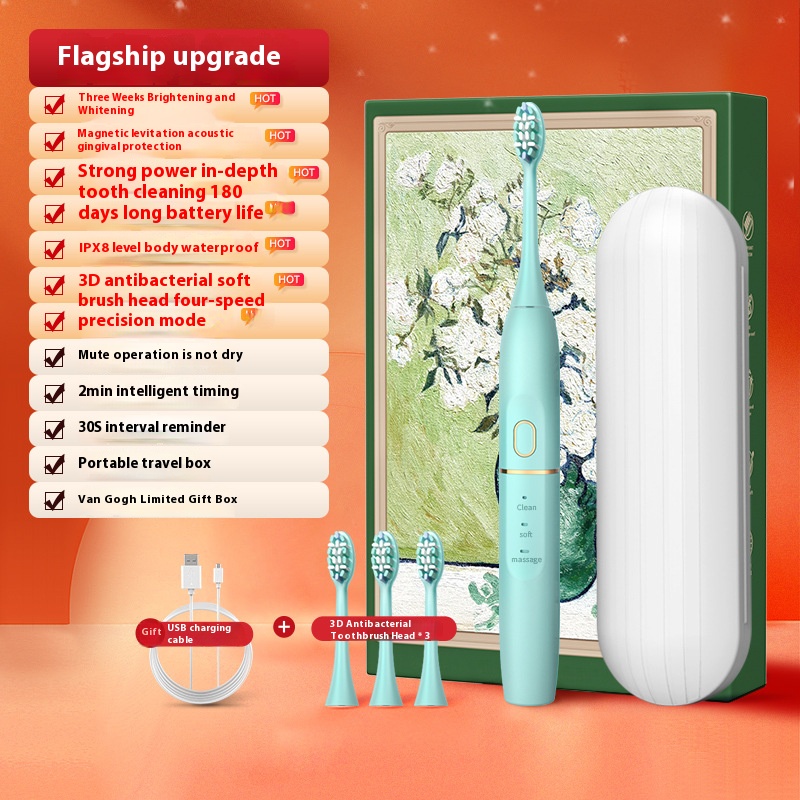 Flagship upgrade
Three Weeks Brightening and
Whitening
HOT
Magnetic levitation acoustic
gingival protection
HOT
Strong power in-depth
HOT
tooth cleaning 180
days long battery life
IPX8 level body waterproof
HOT
3D antibacterial soft
HOT
brush head four-speed
precision mode
Mute operation is not dry
2min intelligent timing
30S interval reminder
Portable travel box
Van Gogh Limited Gift Box
Clean
soft
massage
Gift
USB charging
cable
+
3D Antibacterial
Toothbrush Head * 3